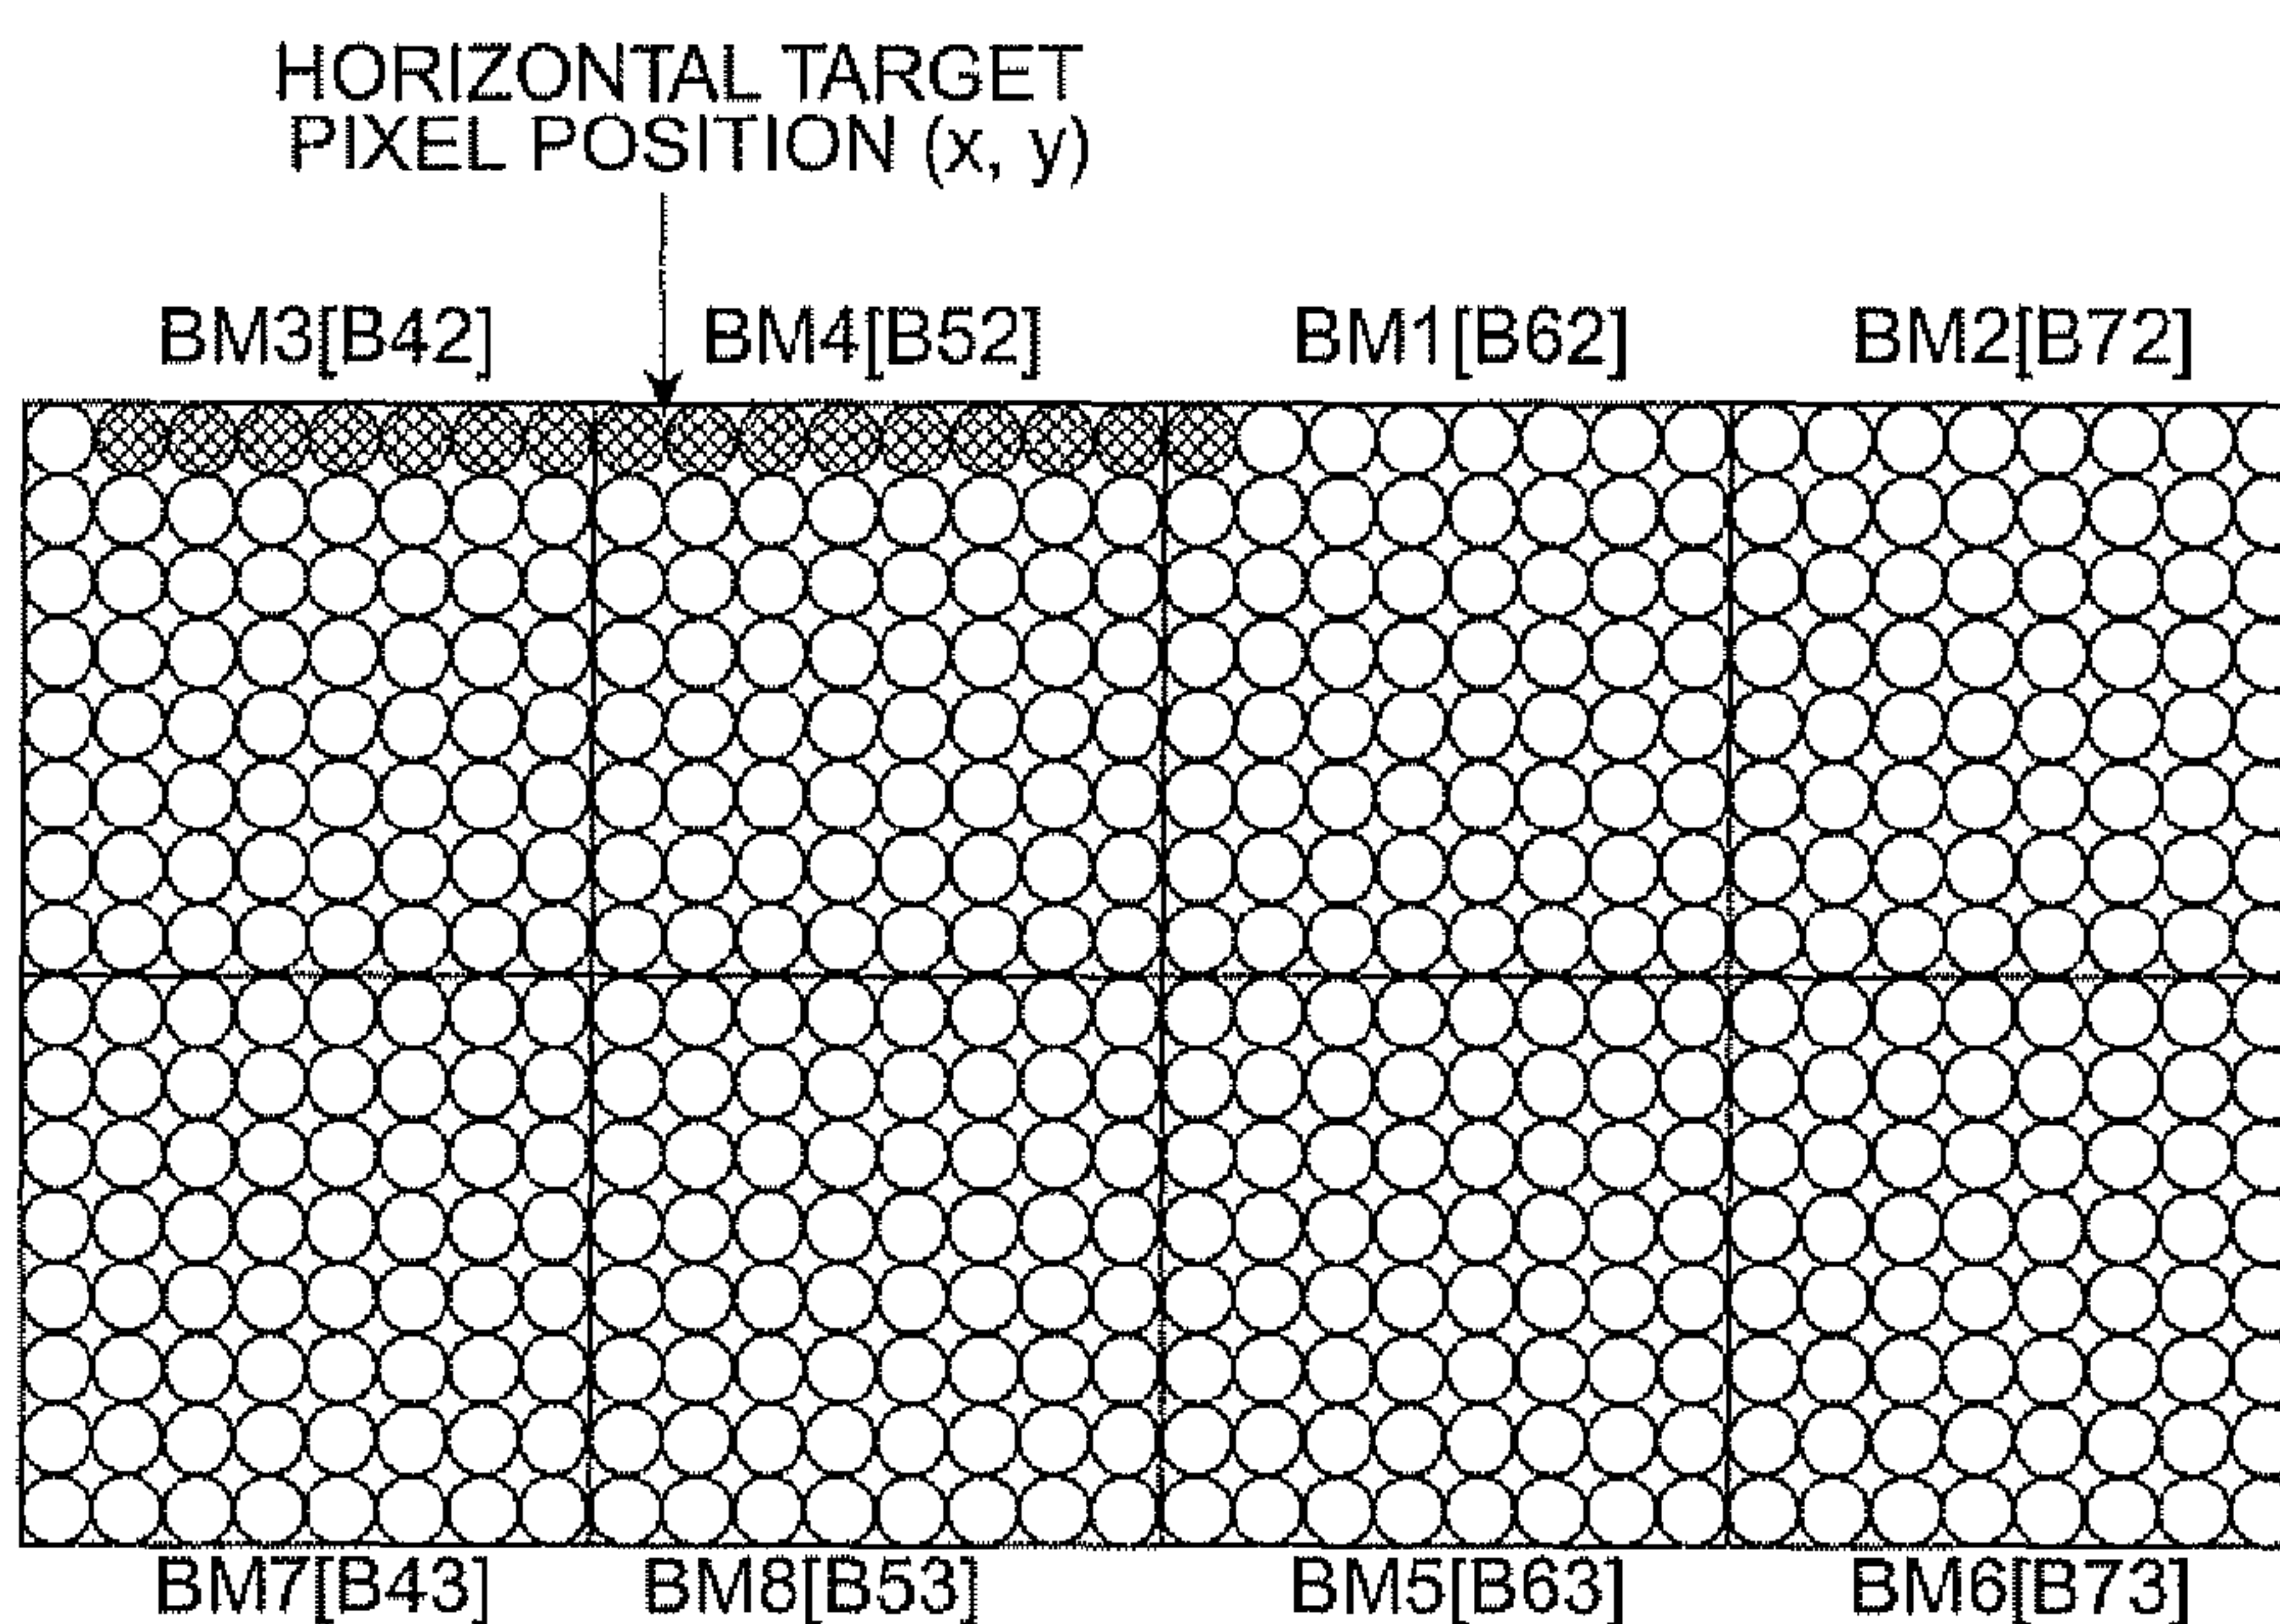 HORIZONTAL TARGET
PIXEL POSITION (x, y)
BM3[B42] BM4[B52] BM1[B62] BM2[B72]
BM7[B43] BM8[B53] BM5[B63] BM6[B73]